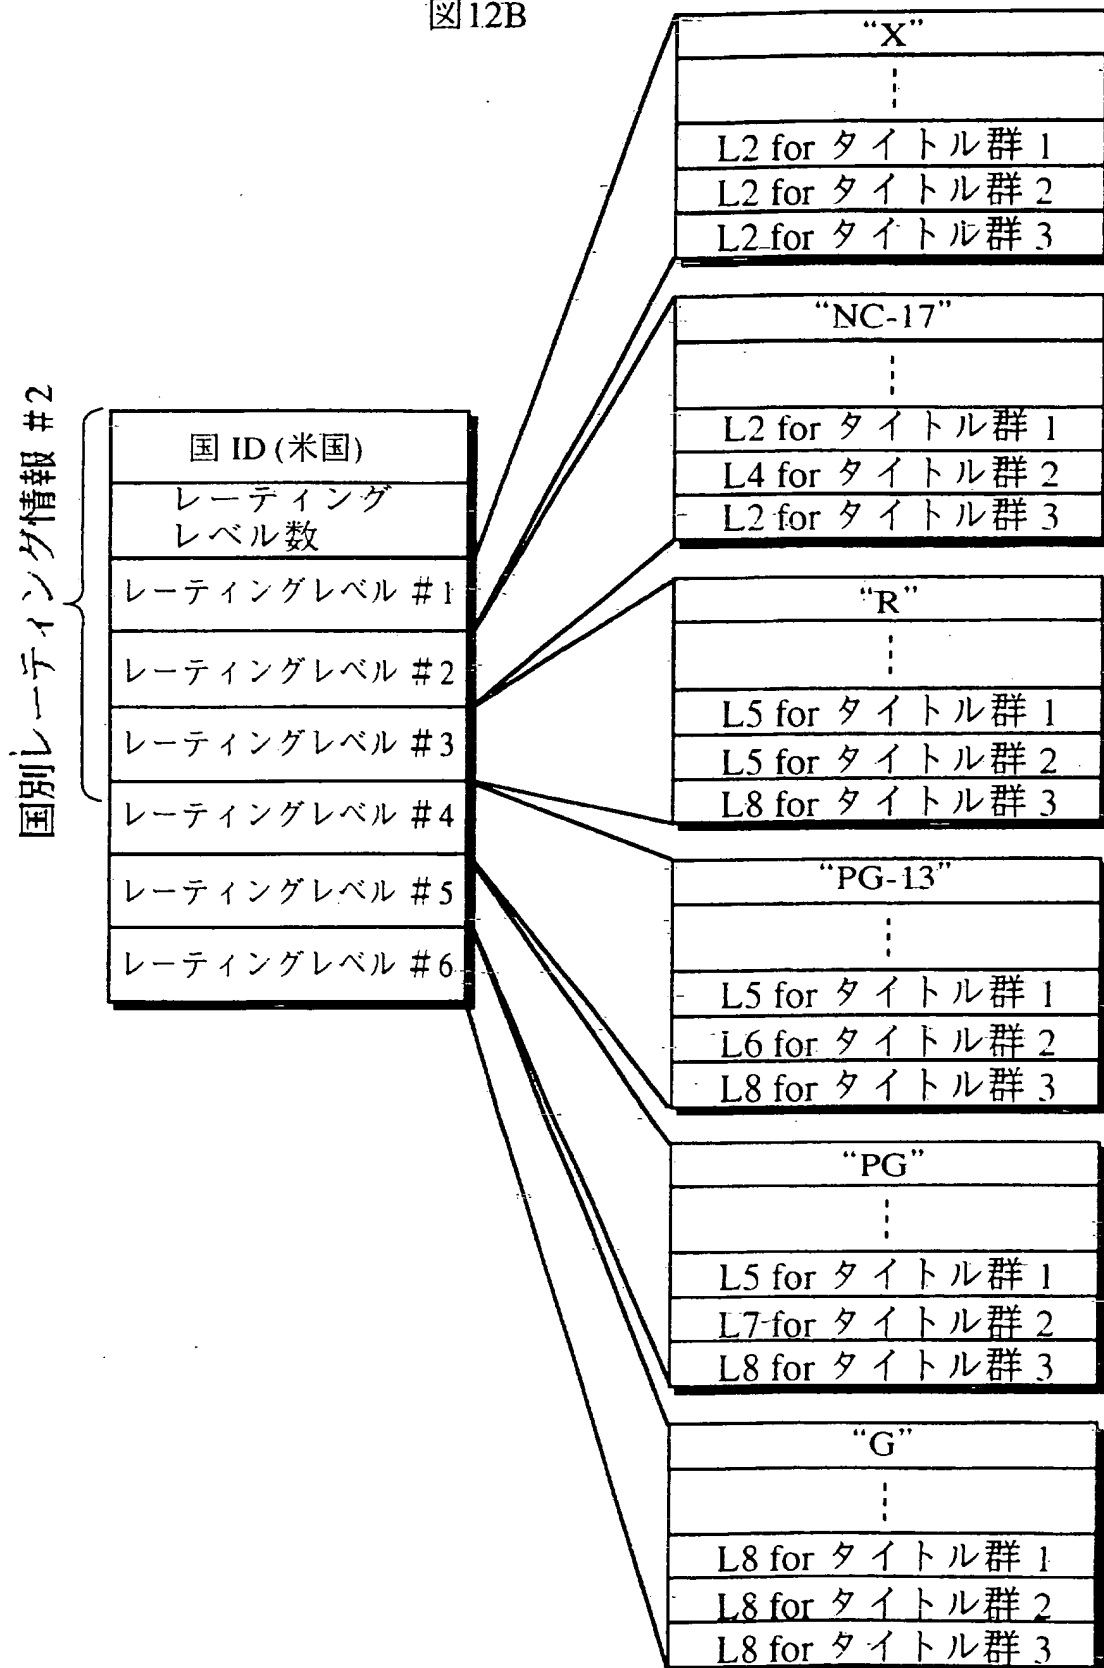 図12B
国別レーティング情報 #2
国 ID (米国)
レーティング
レベル数
レーティングレベル #1
レーティングレベル #2
レーティングレベル #3
レーティングレベル #4
レーティングレベル #5
レーティングレベル #6
“X”
L2 for タイトル群 1
L2 for タイトル群 2
L2 for タイトル群 3
“NC-17”
L2 for タイトル群 1
L4 for タイトル群 2
L2 for タイトル群 3
“R”
L5 for タイトル群 1
L5 for タイトル群 2
L8 for タイトル群 3
“PG-13”
L5 for タイトル群 1
L6 for タイトル群 2
L8 for タイトル群 3
“PG”
L5 for タイトル群 1
L7 for タイトル群 2
L8 for タイトル群 3
“G”
L8 for タイトル群 1
L8 for タイトル群 2
L8 for タイトル群 3